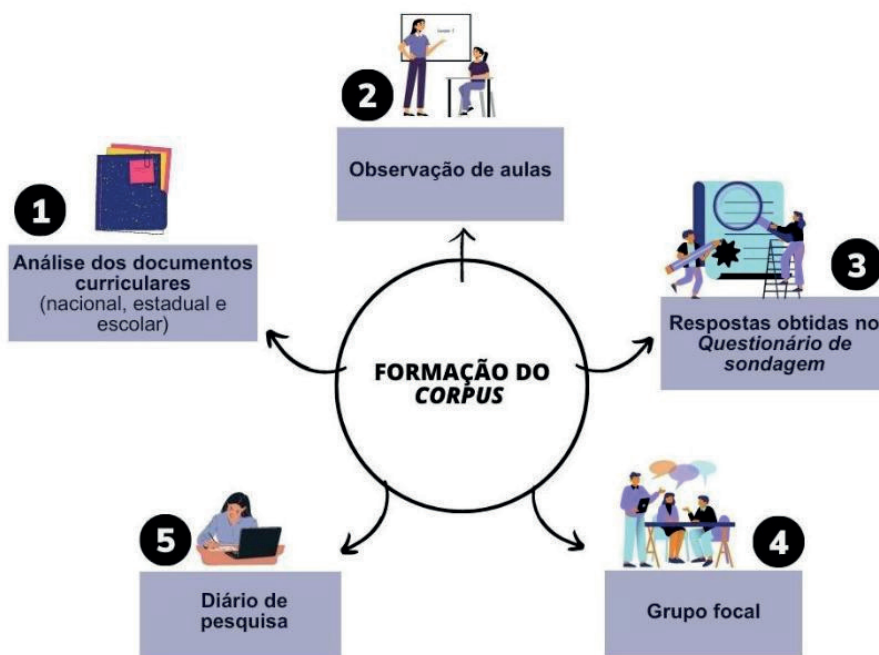 1
Análise dos documentos
curriculares
(nacional, estadual e
escolar)
2
Observação de aulas
3
Respostas obtidas no
Questionário de
sondagem
4
Grupo focal
5
Diário de
pesquisa
FORMAÇÃO DO
CORPUS